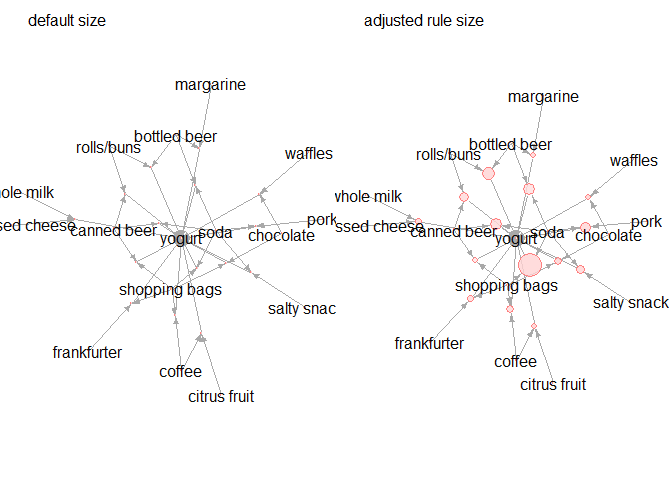 default size
adjusted rule size
margarine
bottled beer
rolls/buns
waffles
ole milk
ssed cheese
canned beer
yogurt
soda
chocolate
pork
shopping bags
salty snac
frankfurter
coffee
citrus fruit
margarine
bottled beer
rolls/buns
waffles
whole milk
ssed cheese
canned beer
yogurt
soda
chocolate
pork
shopping bags
salty snack
frankfurter
coffee
citrus fruit